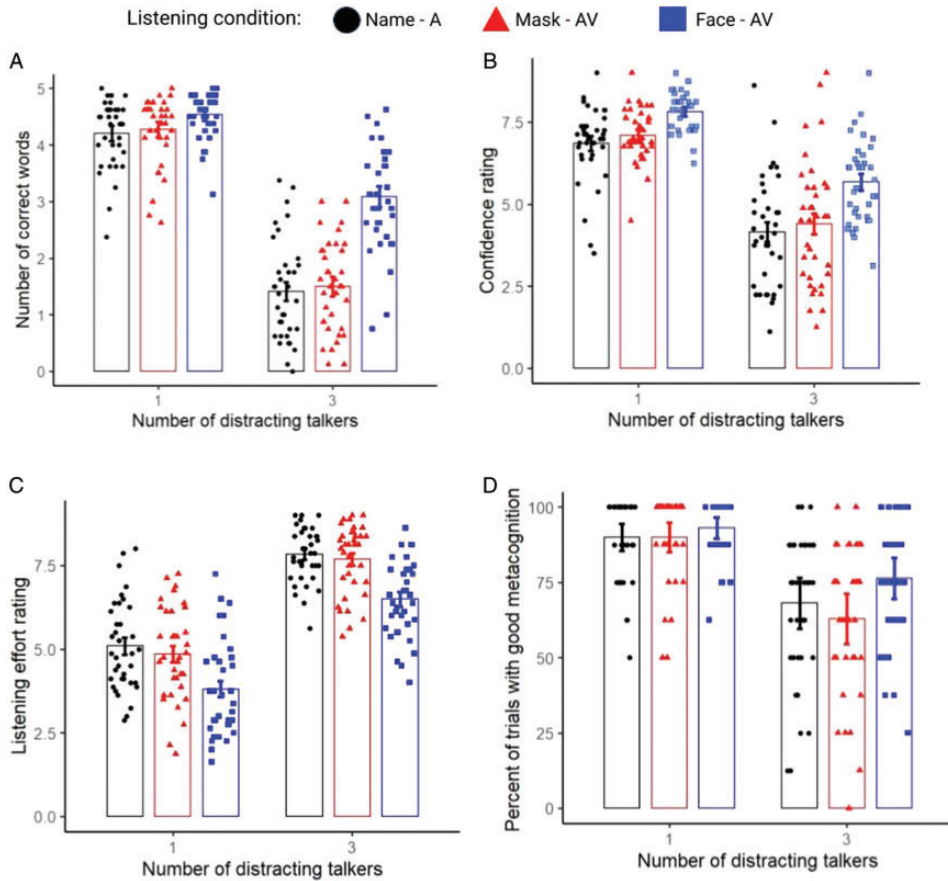 Listening condition: Name - A Mask - AV Face - AV
A
Number of correct words
5
4
3
2
1
0
1 3
Number of distracting talkers
B
Confidence rating
7.5
5.0
2.5
0.0
1 3
Number of distracting talkers
C
Listening effort rating
7.5
5.0
2.5
0.0
1 3
Number of distracting talkers
D
Percent of trials with good metacognition
100
75
50
25
0
1 3
Number of distracting talkers